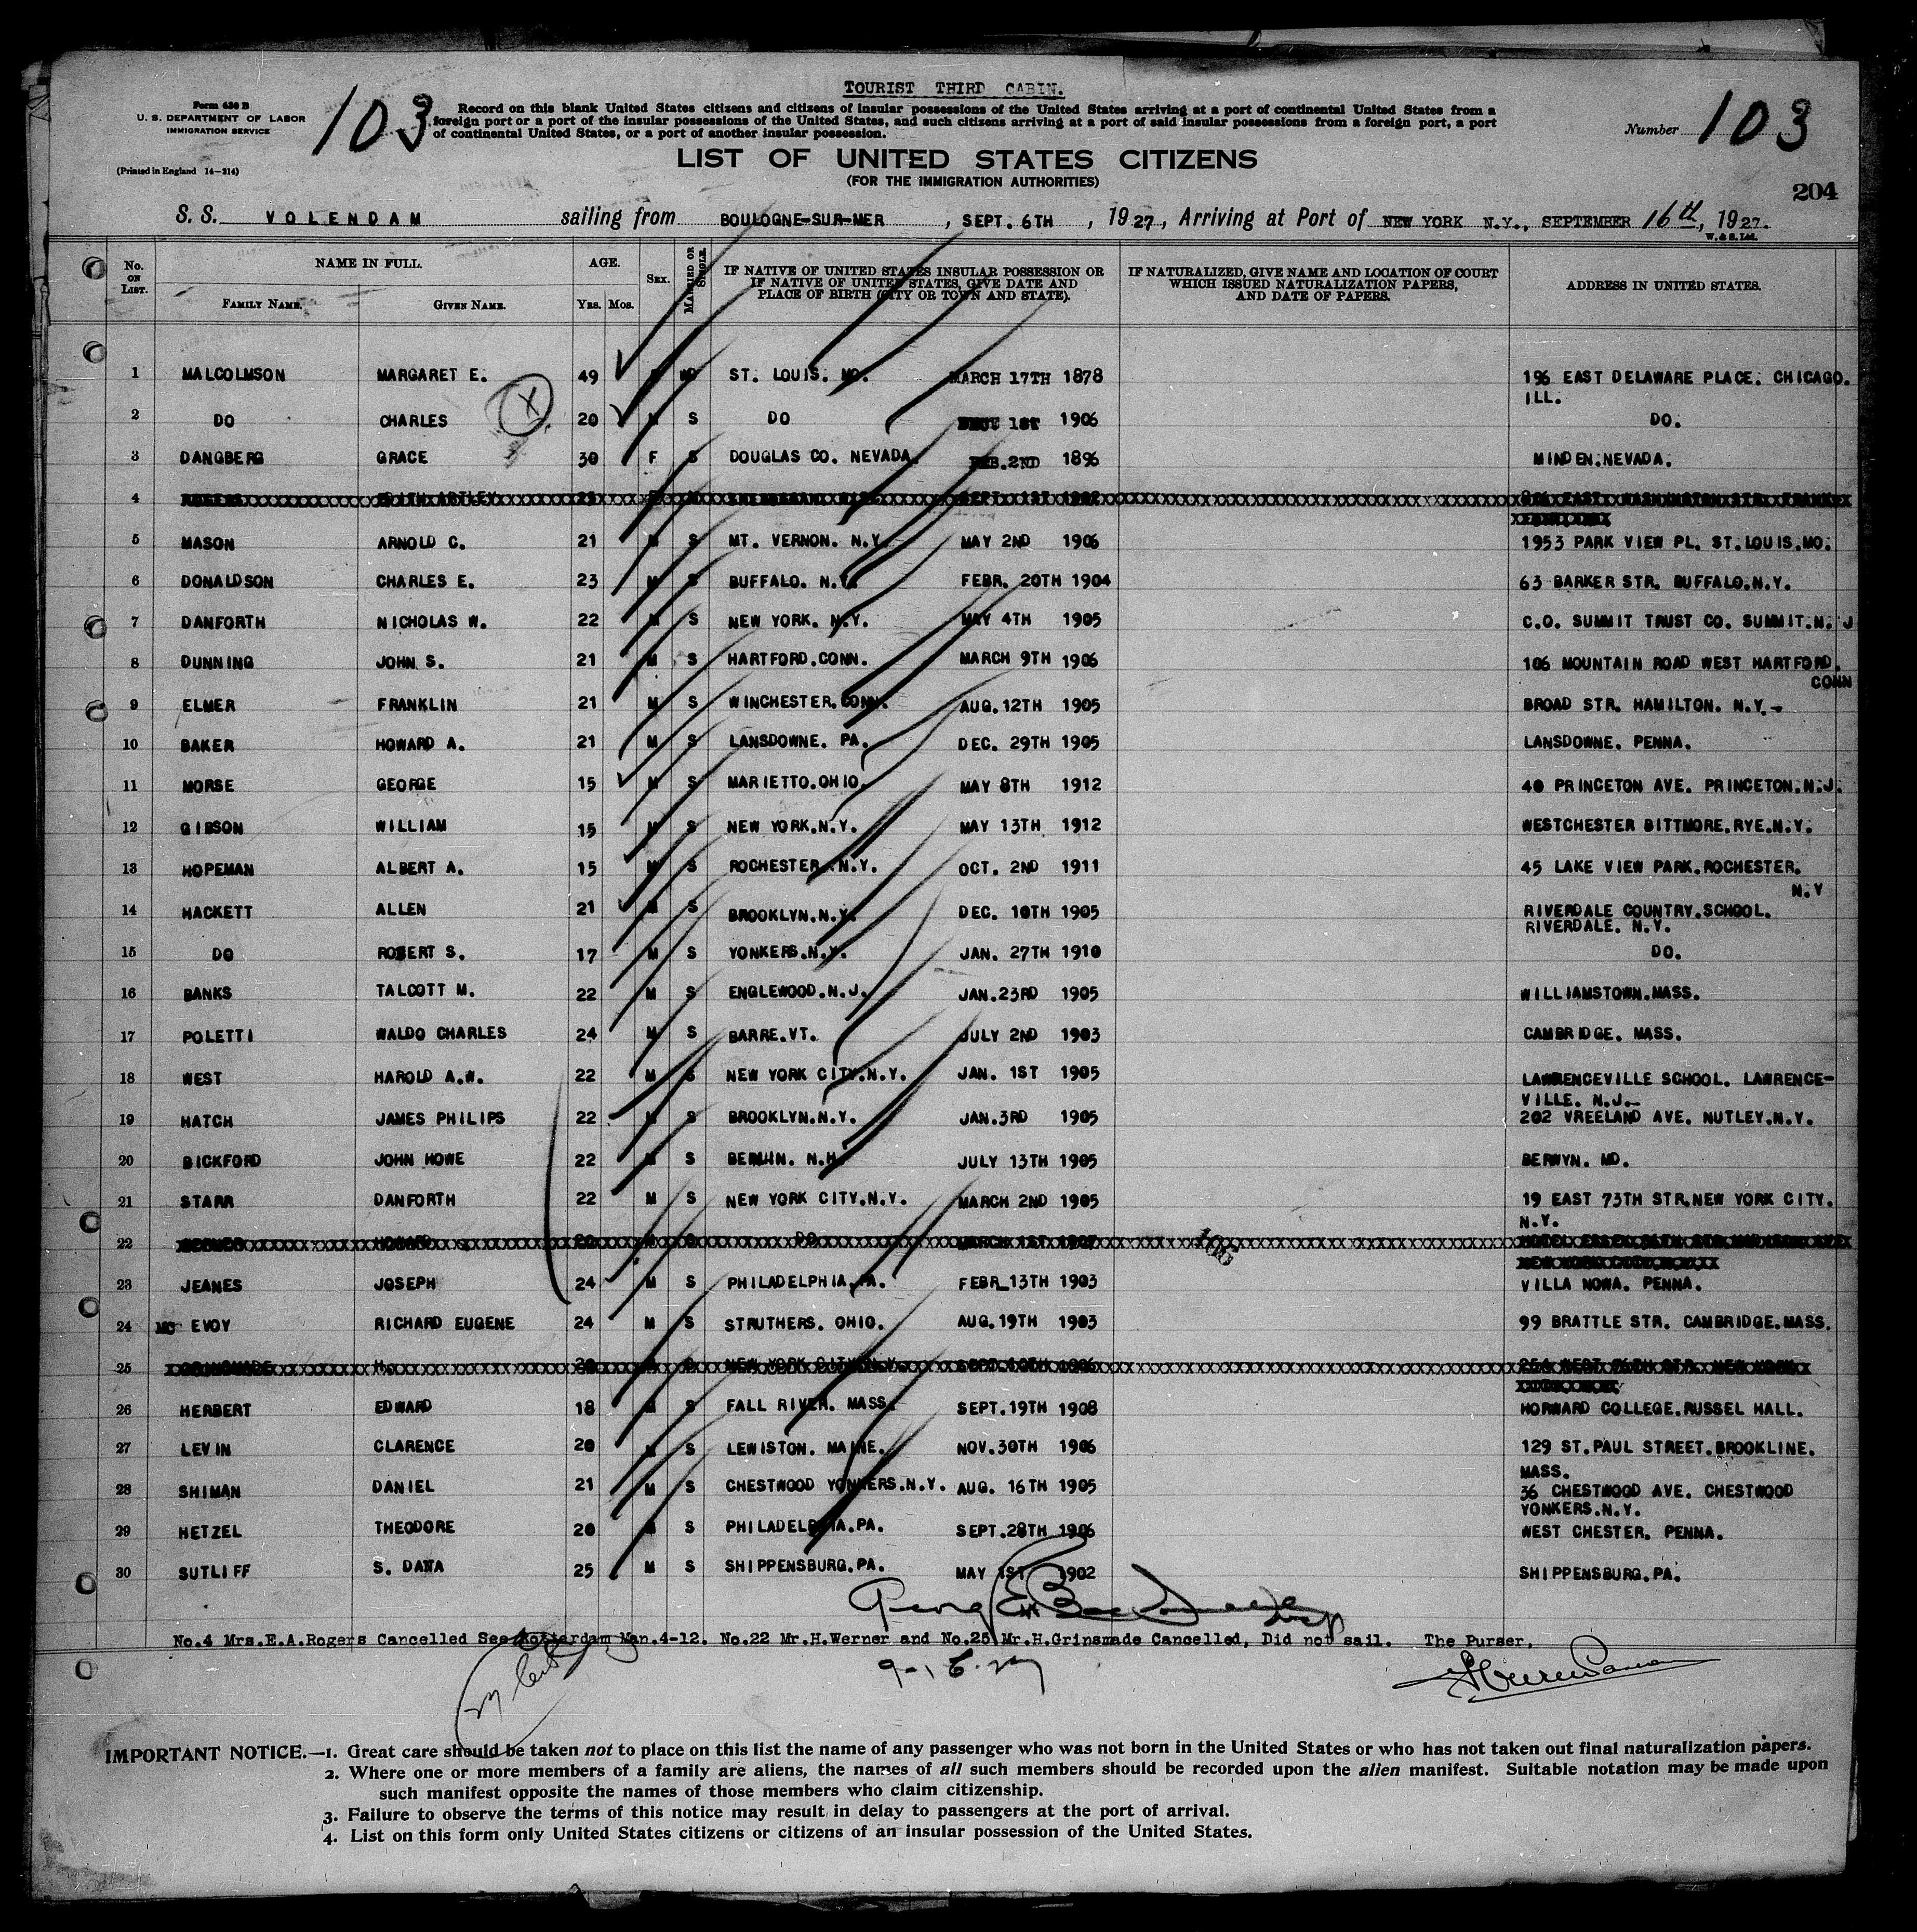 TOURIST THIRD CABIN.
Form 630 B
U. S. DEPARTMENT OF LABOR
IMMIGRATION SERVICE
(Printed in England 14-314)
103
Record on this blank United States citizens and citizens of insular possessions of the United States arriving at a port of continental United States from a
foreign port or a port of the insular possessions of the United States, and such citizens arriving at a port of said insular possessions from a foreign port, a port
of continental United States, or a port of another insular possession.
Number 103
LIST OF UNITED STATES CITIZENS
(FOR THE IMMIGRATION AUTHORITIES)
204
S. S. VOLENDAM sailing from BOULOGNE-SUR-MER, SEPT. 6TH, 1927, Arriving at Port of NEW YORK N.Y., SEPTEMBER 16th, 1927.
W. & S. Ltd.
No. ON LIST. NAME IN FULL. FAMILY NAME. GIVEN NAME. AGE. YRS. MOS. SEX. MARRIED OR SINGLE. IF NATIVE OF UNITED STATES INSULAR POSSESSION OR IF NATIVE OF UNITED STATES, GIVE DATE AND PLACE OF BIRTH (CITY OR TOWN AND STATE). IF NATURALIZED, GIVE NAME AND LOCATION OF COURT WHICH ISSUED NATURALIZATION PAPERS, AND DATE OF PAPERS. ADDRESS IN UNITED STATES.
1 MALCOLMSON MARGARET E. 49 ST. LOUIS. MO. MARCH 17TH 1878 196 EAST DELAWARE PLACE. CHICAGO.
ILL.
2 DO CHARLES X 20 M S DO 1ST 1906 DO.
3 DANGBERG GRACE 30 F S DOUGLAS CO. NEVADA. FEB.2ND 1896 MINDEN.NEVADA.
4
5 MASON ARNOLD C. 21 M S MT. VERNON. N.Y. MAY 2ND 1906 1953 PARK VIEW PL. ST.LOUIS.MO.
6 DONALDSON CHARLES E. 23 M S BUFFALO. N.Y. FEBR. 20TH 1904 63 BARKER STR. BUFFALO.N.Y.
7 DANFORTH NICHOLAS W. 22 M S NEW YORK. N.Y. MAY 4TH 1905 C.O. SUMMIT TRUST CO. SUMMIT.N.J
8 DUNNING JOHN S. 21 M S HARTFORD.CONN. MARCH 9TH 1906 106 MOUNTAIN ROAD WEST HARTFORD.
CONN
9 ELMER FRANKLIN 21 M S WINCHESTER.CONN. AUG.12TH 1905 BROAD STR. HAMILTON. N.Y.-
10 BAKER HOWARD A. 21 M S LANSDOWNE. PA. DEC. 29TH 1905 LANSDOWNE. PENNA.
11 MORSE GEORGE 15 M S MARIETTO.OHIO. MAY 8TH 1912 40 PRINCETON AVE. PRINCETON.N.J.
12 GIBSON WILLIAM 15 M S NEW YORK.N.Y. MAY 13TH 1912 WESTCHESTER BITTMORE.RYE.N.Y.
13 HOPEMAN ALBERT A. 15 M S ROCHESTER.N.Y. OCT. 2ND 1911 45 LAKE VIEW PARK.ROCHESTER.
N.Y
14 HACKETT ALLEN 21 M S BROOKLYN.N.Y. DEC. 10TH 1905 RIVERDALE COUNTRY.SCHOOL.
RIVERDALE. N.Y.
15 DO ROBERT S. 17 M S YONKERS.N.Y. JAN. 27TH 1910 DO.
16 BANKS TALCOTT M. 22 M S ENGLEWOOD.N.J. JAN.23RD 1905 WILLIAMSTOWN.MASS.
17 POLETTI WALDO CHARLES 24 M S BARRE.VT. JULY 2ND 1903 CAMBRIDGE. MASS.
18 WEST HAROLD A.W. 22 M S NEW YORK CITY.N.Y. JAN. 1ST 1905 LAWRENCEVILLE SCHOOL. LAWRENCE-
VILLE. N.J.-
19 HATCH JAMES PHILIPS 22 M S BROOKLYN.N.Y. JAN.3RD 1905 202 VREELAND AVE. NUTLEY.N.Y.
20 BICKFORD JOHN HOWE 22 M S BERLIN. N.H. JULY 13TH 1905 BERWYN. MD.
21 STARR DANFORTH 22 M S NEW YORK CITY.N.Y. MARCH 2ND 1905 19 EAST 73TH STR.NEW YORK CITY.
N.Y.
22 DO MARCH 1ST 1907
23 JEANES JOSEPH 24 M S PHILADELPHIA.PA. FEBR_13TH 1903 VILLA NOWA. PENNA.
24 MC EVOY RICHARD EUGENE 24 M S STRUTHERS. OHIO. AUG.19TH 1903 99 BRATTLE STR. CAMBRIDGE.MASS.
25
26 HERBERT EDWARD 18 M S FALL RIVER. MASS. SEPT.19TH 1908 HORWARD COLLEGE.RUSSEL HALL.
27 LEVIN CLARENCE 20 M S LEWISTON. MAINE. NOV.30TH 1906 129 ST.PAUL STREET.BROOKLINE.
MASS.
28 SHIMAN DANIEL 21 M S CHESTWOOD YONKERS.N.Y. AUG. 16TH 1905 36 CHESTWOOD AVE. CHESTWOOD
YONKERS.N.Y.
29 HETZEL THEODORE 20 M S PHILADELPHIA.PA. SEPT.28TH 1906 WEST CHESTER. PENNA.
30 SUTLIFF S. DANA 25 M S SHIPPENSBURG.PA. MAY 1ST 1902 SHIPPENSBURG.PA.
No.4 Mrs.E.A.Rogers Cancelled See Rotterdam Man.4-12. No.22 Mr.H.Werner and No.25 Mr.H.Grinsmade Cancelled, Did not sail. The Purser.
9-16-27
IMPORTANT NOTICE.—1. Great care should be taken not to place on this list the name of any passenger who was not born in the United States or who has not taken out final naturalization papers.
2. Where one or more members of a family are aliens, the names of all such members should be recorded upon the alien manifest. Suitable notation may be made upon
such manifest opposite the names of those members who claim citizenship.
3. Failure to observe the terms of this notice may result in delay to passengers at the port of arrival.
4. List on this form only United States citizens or citizens of an insular possession of the United States.